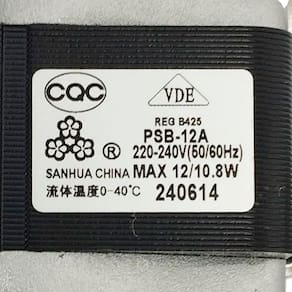 CQC
VDE
REG B425
PSB-12A
® 220-240V(50/60Hz)
SANHUA CHINA MAX 12/10.8W
流体温度0-40℃ 240614